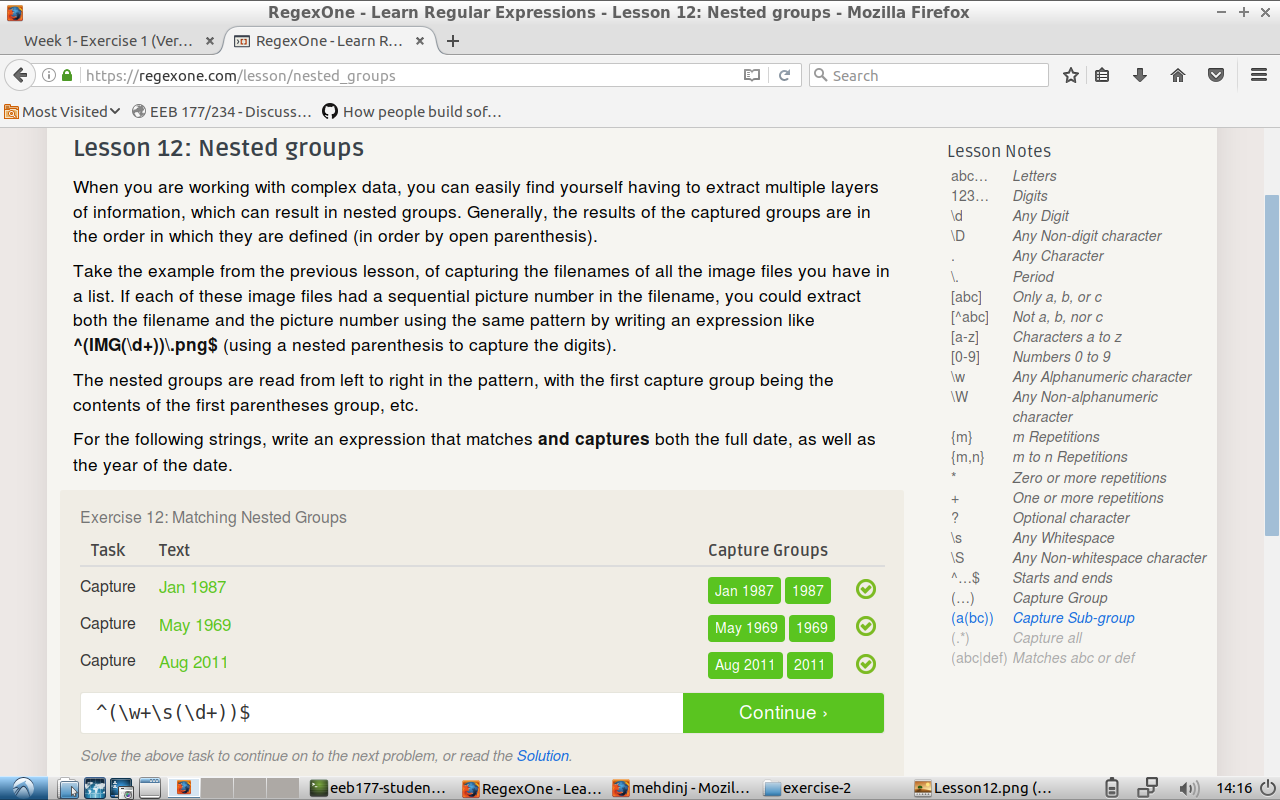 RegexOne - Learn Regular Expressions - Lesson 12: Nested groups - Mozilla Firefox
Week 1- Exercise 1 (Ver...
RegexOne - Learn R...
https://regexone.com/lesson/nested_groups
Search
Most Visited
EEB 177/234 - Discuss...
How people build sof...
Lesson 12: Nested groups
When you are working with complex data, you can easily find yourself having to extract multiple layers
of information, which can result in nested groups. Generally, the results of the captured groups are in
the order in which they are defined (in order by open parenthesis).
Take the example from the previous lesson, of capturing the filenames of all the image files you have in
a list. If each of these image files had a sequential picture number in the filename, you could extract
both the filename and the picture number using the same pattern by writing an expression like
^(IMG(\d+))\.png$ (using a nested parenthesis to capture the digits).
The nested groups are read from left to right in the pattern, with the first capture group being the
contents of the first parentheses group, etc.
For the following strings, write an expression that matches and captures both the full date, as well as
the year of the date.
Exercise 12: Matching Nested Groups
Task Text Capture Groups
Capture Jan 1987 Jan 1987 1987
Capture May 1969 May 1969 1969
Capture Aug 2011 Aug 2011 2011
^(\w+\s(\d+))$
Continue ›
Solve the above task to continue on to the next problem, or read the Solution.
Lesson Notes
abc… Letters
123… Digits
\d Any Digit
\D Any Non-digit character
. Any Character
\. Period
[abc] Only a, b, or c
[^abc] Not a, b, nor c
[a-z] Characters a to z
[0-9] Numbers 0 to 9
\w Any Alphanumeric character
\W Any Non-alphanumeric
character
{m} m Repetitions
{m,n} m to n Repetitions
* Zero or more repetitions
+ One or more repetitions
? Optional character
\s Any Whitespace
\S Any Non-whitespace character
^…$ Starts and ends
(…) Capture Group
(a(bc)) Capture Sub-group
(.*) Capture all
(abc|def) Matches abc or def
eeb177-studen...
RegexOne - Lea...
mehdinj - Mozil...
exercise-2
Lesson12.png (...
14:16